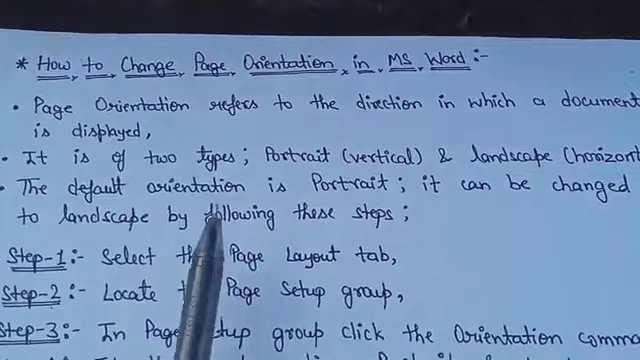 * How to Change Page Orientation in MS Word :-
• Page Orientation refers to the direction in which a document
is displayed,
• It is of two types; Portrait (vertical) & landscape (horizont
• The default orientation is Portrait; it can be changed
to landscape by following these steps;
Step-1:- Select the Page Layout tab,
Step-2:- Locate Page Setup group,
Step-3:- In Page group click the Orientation comma